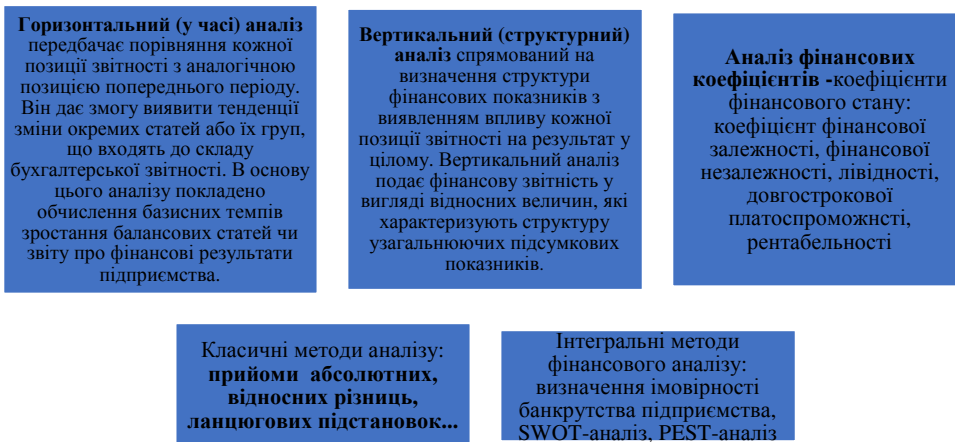 Горизонтальний (у часі) аналіз
передбачає порівняння кожної
позиції звітності з аналогічною
позицією попереднього періоду.
Він дає змогу виявити тенденції
зміни окремих статей або їх груп,
що входять до складу
бухгалтерської звітності. В основу
цього аналізу покладено
обчислення базисних темпів
зростання балансових статей чи
звіту про фінансові результати
підприємства.
Вертикальний (структурний)
аналіз спрямований на
визначення структури
фінансових показників з
виявленням впливу кожної
позиції звітності на результат у
цілому. Вертикальний аналіз
подає фінансову звітність у
вигляді відносних величин, які
характеризують структуру
узагальнюючих підсумкових
показників.
Аналіз фінансових
коефіцієнтів -коефіцієнти
фінансового стану:
коефіцієнт фінансової
залежності, фінансової
незалежності, лівідності,
довгострокової
платоспроможнсті,
рентабельності
Класичні методи аналізу:
прийоми абсолютних,
відносних різниць,
ланцюгових підстановок...
Інтегральні методи
фінансового аналізу:
визначення імовірності
банкрутства підприємства,
SWOT-аналіз, PEST-аналіз